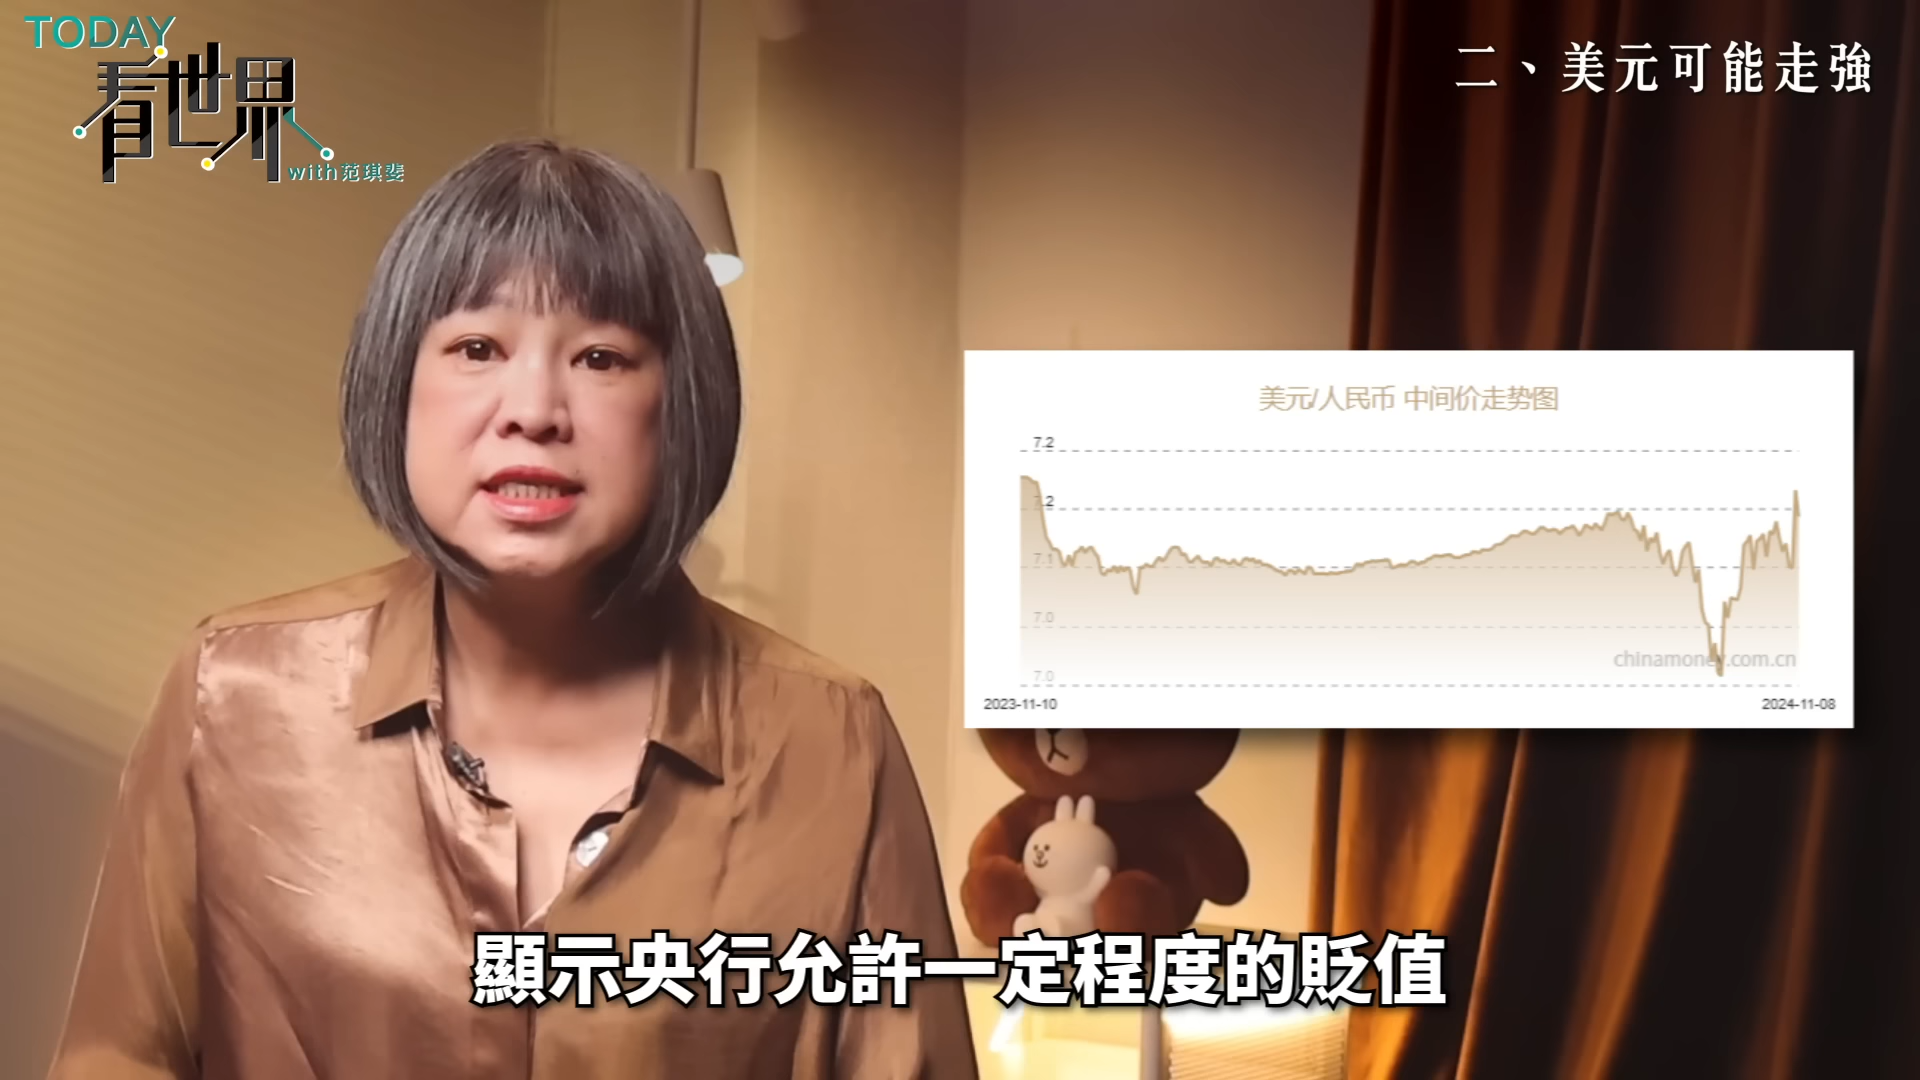 TODAY
看世界
with范琪斐
二、美元可能走強
美元/人民币 中间价走势图
7.2
7.2
7.1
7.0
7.0
chinamoney.com.cn
2023-11-10
2024-11-08
顯示央行允許一定程度的貶值